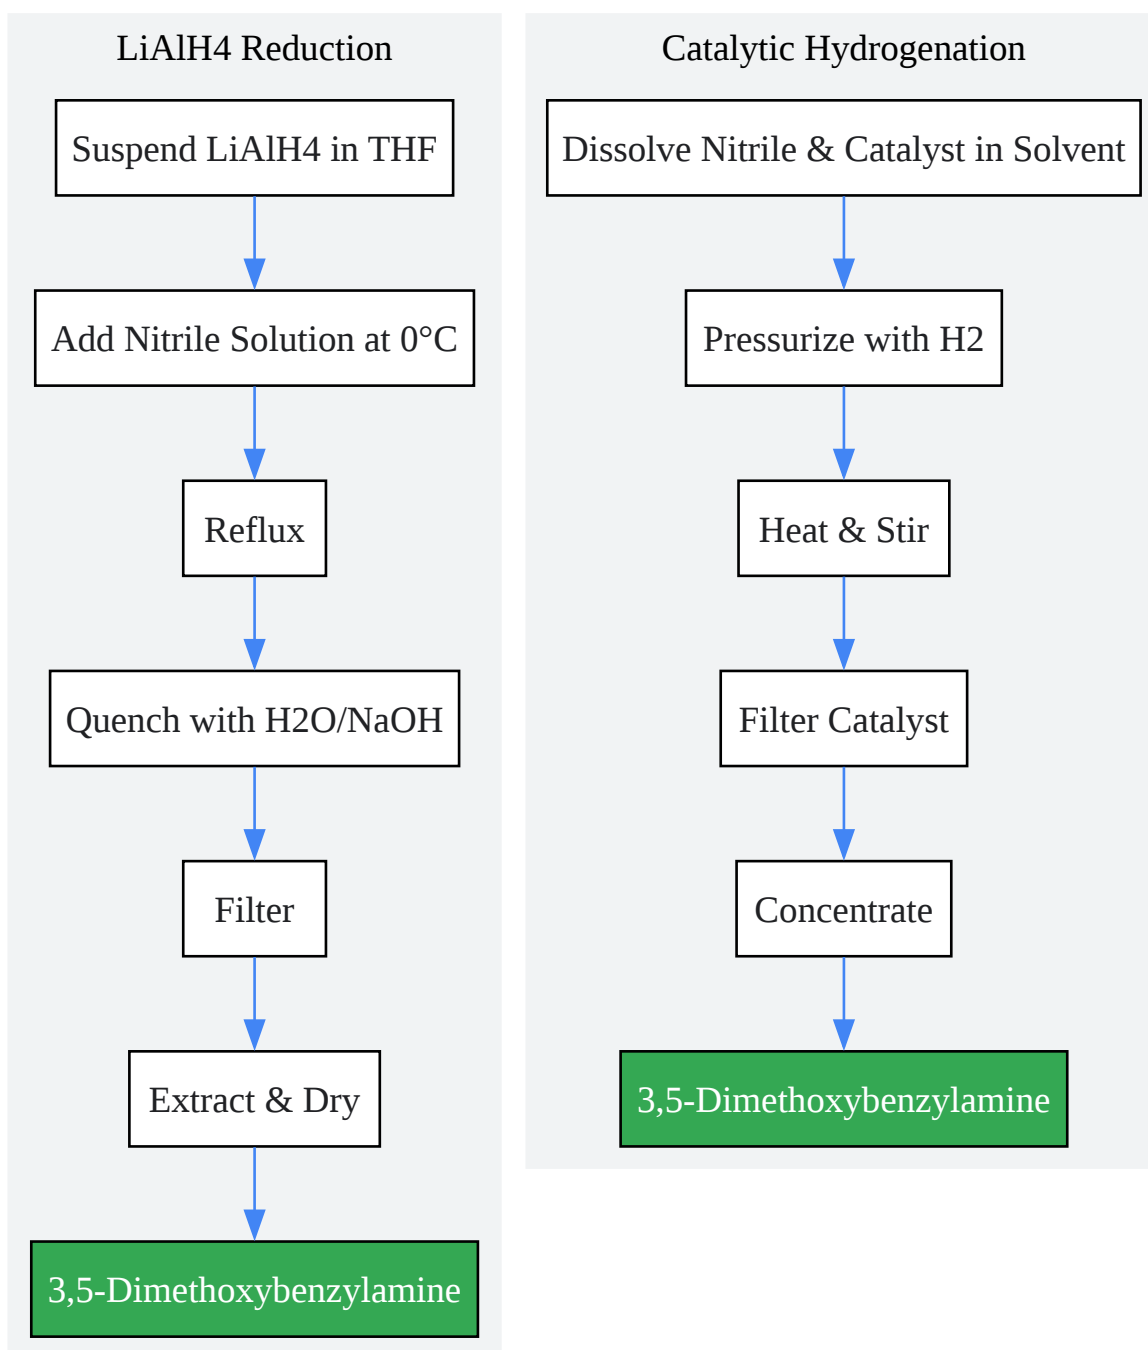 LiAlH4 Reduction
Suspend LiAlH4 in THF
Add Nitrile Solution at 0°C
Reflux
Quench with H2O/NaOH
Filter
Extract & Dry
3,5-Dimethoxybenzylamine
Catalytic Hydrogenation
Dissolve Nitrile & Catalyst in Solvent
Pressurize with H2
Heat & Stir
Filter Catalyst
Concentrate
3,5-Dimethoxybenzylamine